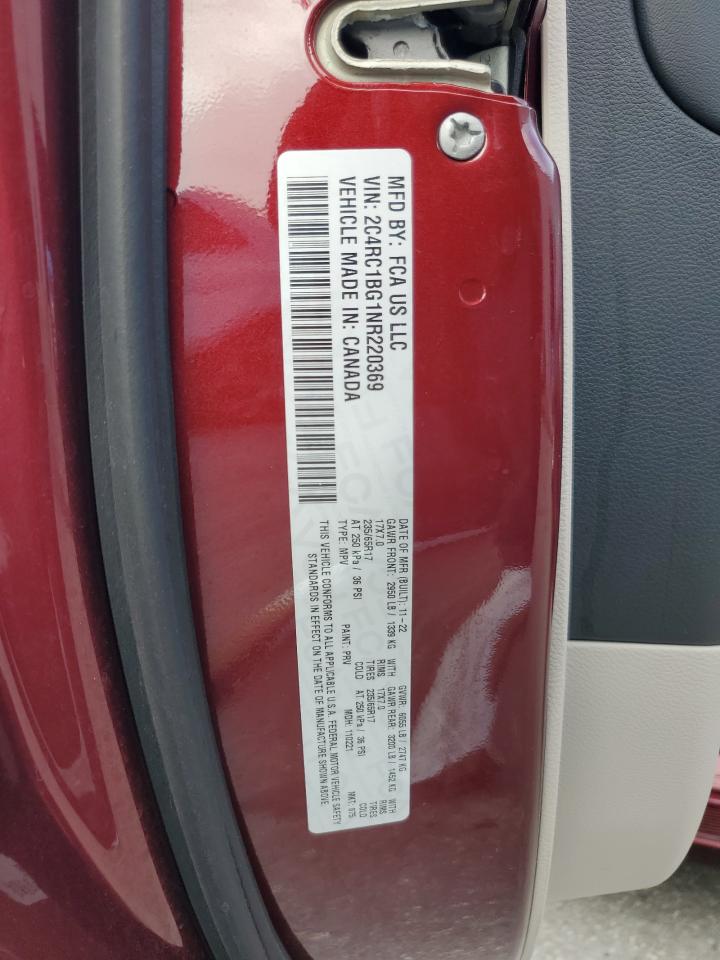 MFD BY: FCA US LLC
VIN: 2C4RC1BG1NR220369
VEHICLE MADE IN: CANADA
DATE OF MFR (BUILT): 11-22 GVWR: 6055 LB / 2747 KG
GAWR FRONT: 2950 LB / 1339 KG WITH GAWR REAR: 3200 LB / 1452 KG WITH
17X7.0 RIMS 17X7.0 RIMS
235/65R17 TIRES 235/65R17 TIRES
AT 250 kPa / 36 PSI COLD AT 250 kPa / 36 PSI COLD
TYPE: MPV PAINT: PRV MDH: 110221 MKT:
THIS VEHICLE CONFORMS TO ALL APPLICABLE U.S.A. FEDERAL MOTOR VEHICLE SAFETY
STANDARDS IN EFFECT ON THE DATE OF MANUFACTURE SHOWN ABOVE.